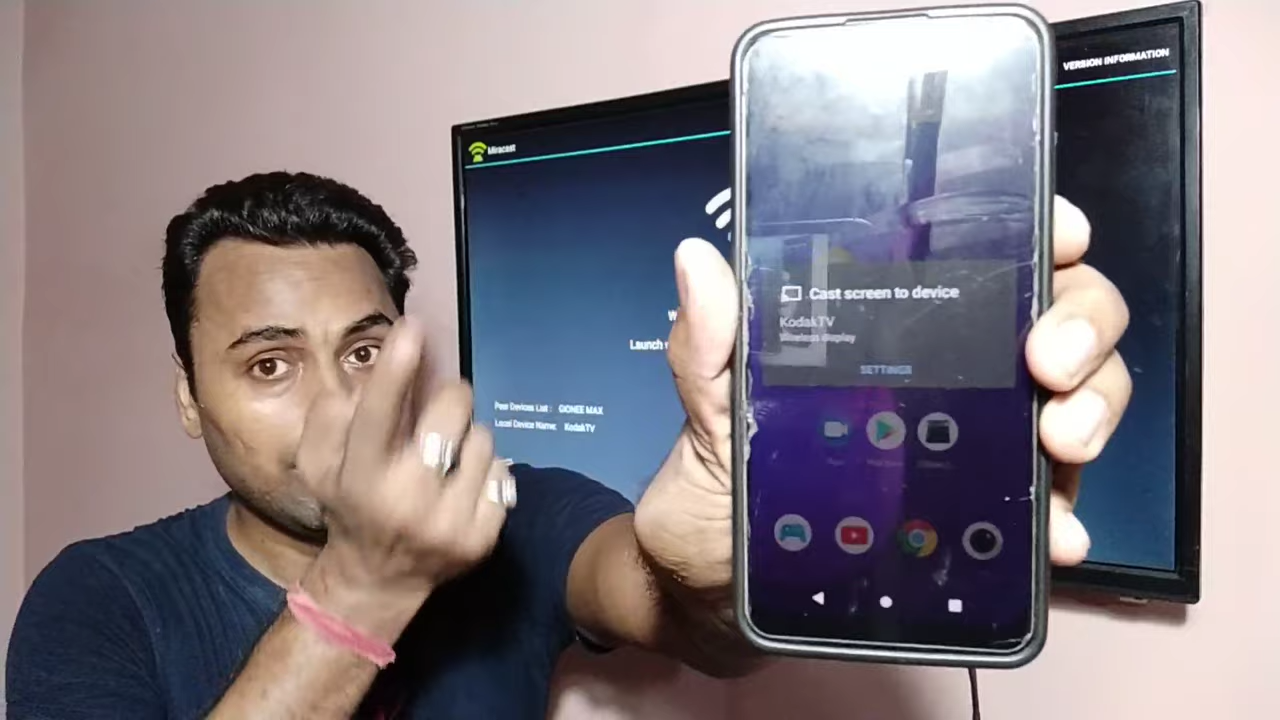 Miracast
VERSION INFORMATION
W
Launch
Peer Devices List : GIONEE MAX
Local Device Name: KodakTV
Cast screen to device
KodakTV
Wireless display
SETTINGS